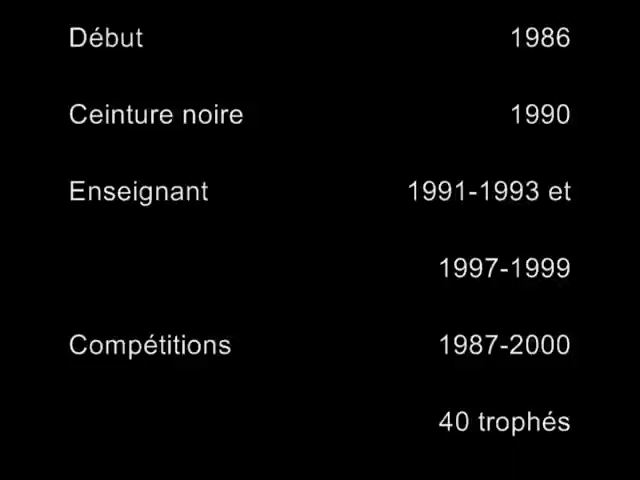 Début 1986
Ceinture noire 1990
Enseignant 1991-1993 et
1997-1999
Compétitions 1987-2000
40 trophés